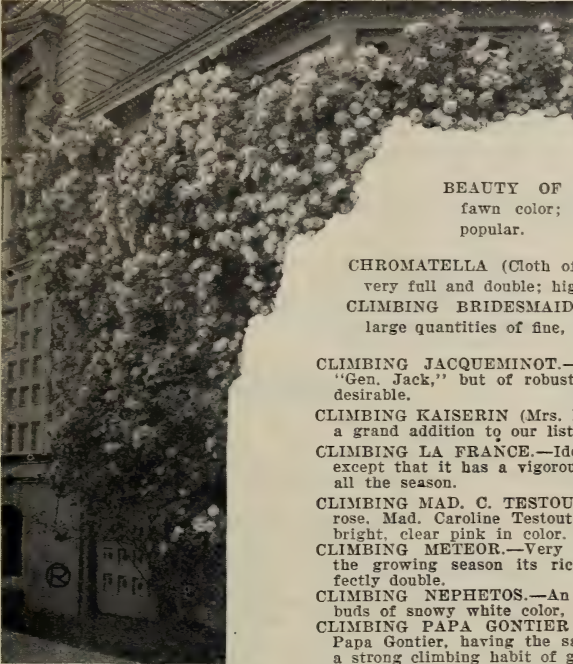 BEAUTY OF
fawn color;
popular.
CHROMATELLA (Cloth of
very full and double; hig
CLIMBING BRIDESMAID
large quantities of fine,
CLIMBING JACQUEMINOT.—
"Gen. Jack," but of robust
desirable.
CLIMBING KAISERIN (Mrs.
a grand addition to our list
CLIMBING LA FRANCE.—Ide
except that it has a vigorou
all the season.
CLIMBING MAD. C. TESTOU
rose, Mad. Caroline Testout
bright, clear pink in color.
CLIMBING METEOR.—Very
the growing season its ric
fectly double.
CLIMBING NEPHETOS.—An
buds of snowy white color,
CLIMBING PAPA GONTIER
Papa Gontier, having the sa
a strong climbing habit of g
R